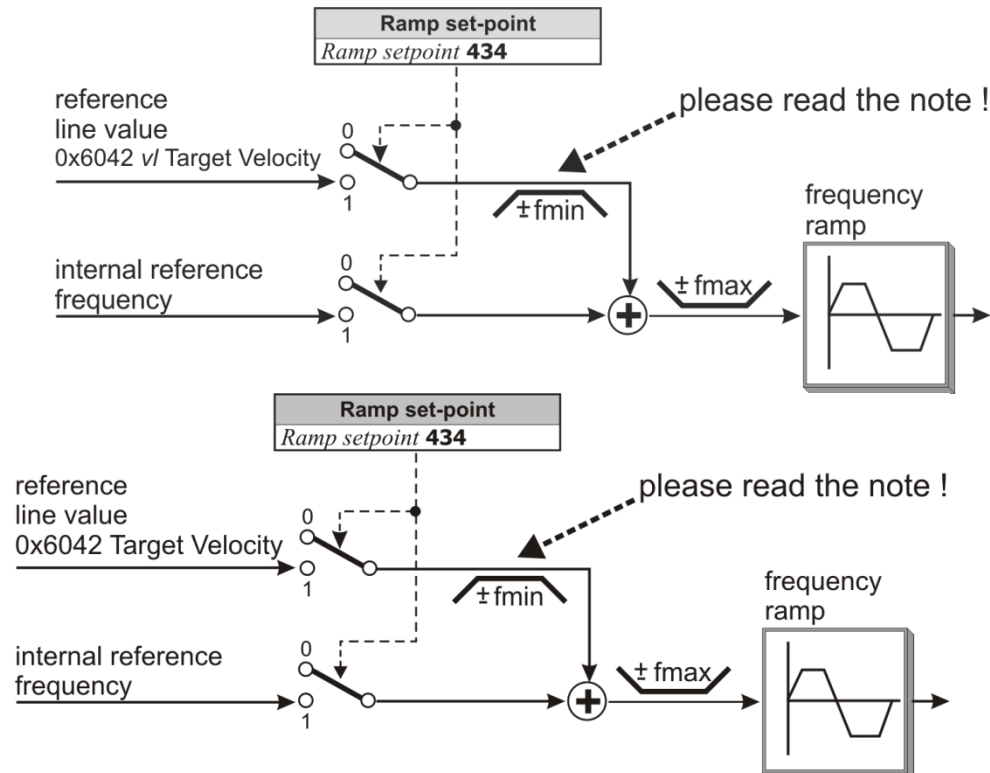 Ramp set-point
Ramp setpoint 434
please read the note !
reference
line value
0x6042 vl Target Velocity
0
1
± fmin
frequency
ramp
internal reference
frequency
0
1
± fmax
Ramp set-point
Ramp setpoint 434
please read the note !
reference
line value
0x6042 Target Velocity
0
1
± fmin
frequency
ramp
internal reference
frequency
0
1
± fmax